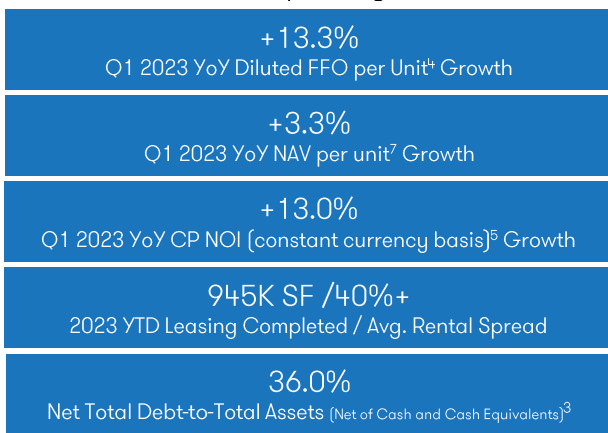 +13.3%
Q1 2023 YoY Diluted FFO per Unit⁴ Growth
+3.3%
Q1 2023 YoY NAV per unit⁷ Growth
+13.0%
Q1 2023 YoY CP NOI (constant currency basis)⁵ Growth
945K SF /40%+
2023 YTD Leasing Completed / Avg. Rental Spread
36.0%
Net Total Debt-to-Total Assets (Net of Cash and Cash Equivalents)³